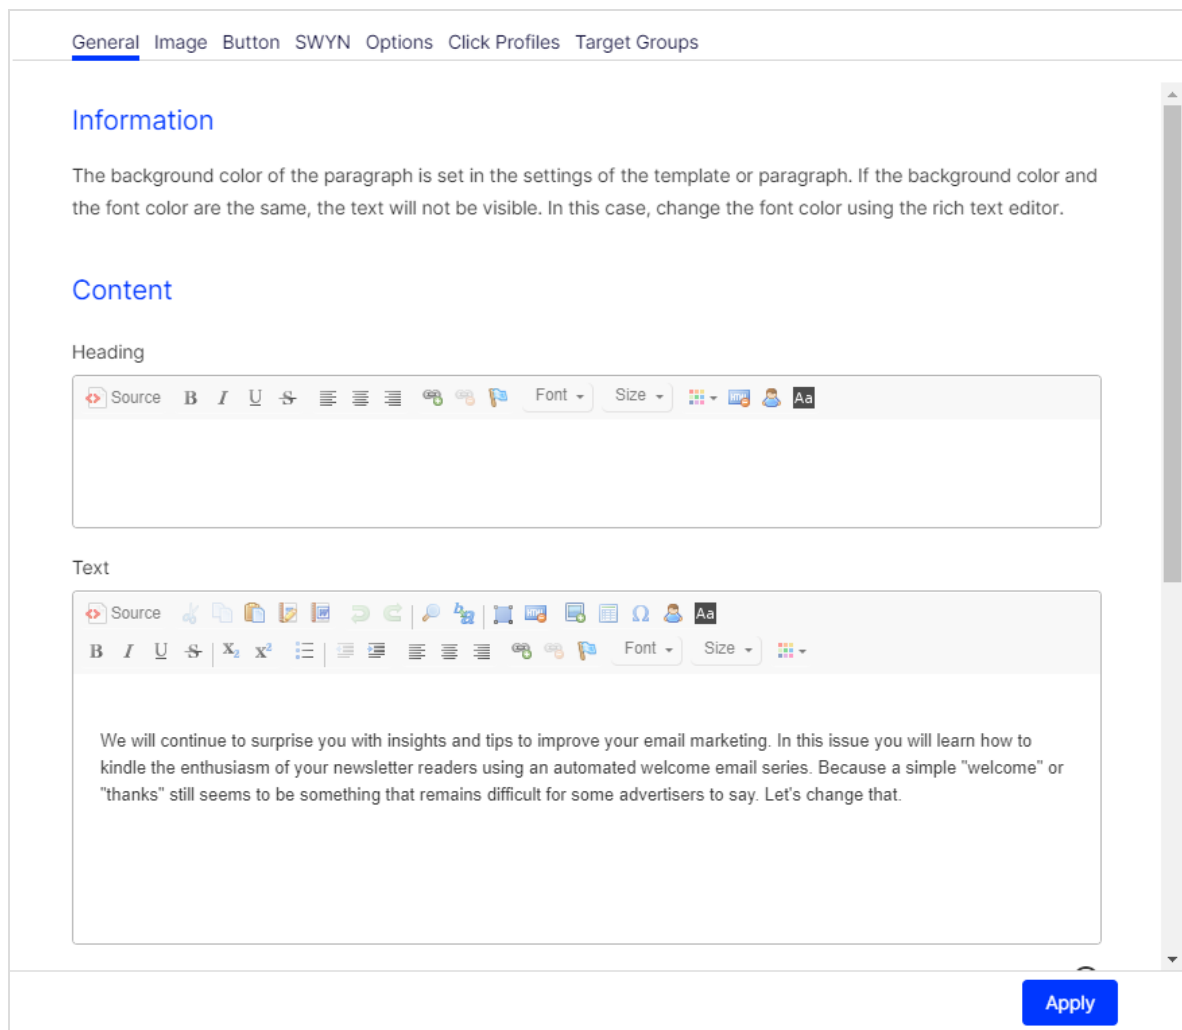 General Image Button SWYN Options Click Profiles Target Groups
Information
The background color of the paragraph is set in the settings of the template or paragraph. If the background color and
the font color are the same, the text will not be visible. In this case, change the font color using the rich text editor.
Content
Heading
Source B I U S Font Size Aa
Text
Source Aa
B I U S X₂ X² Font Size
We will continue to surprise you with insights and tips to improve your email marketing. In this issue you will learn how to
kindle the enthusiasm of your newsletter readers using an automated welcome email series. Because a simple "welcome" or
"thanks" still seems to be something that remains difficult for some advertisers to say. Let's change that.
Apply